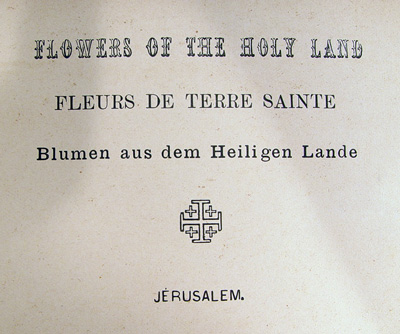 FLOWERS OF THE HOLY LAND
FLEURS DE TERRE SAINTE
Blumen aus dem Heiligen Lande
JÉRUSALEM.